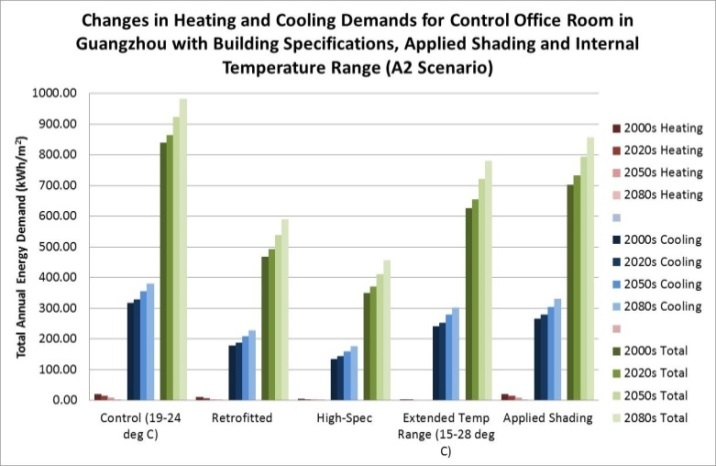 Changes in Heating and Cooling Demands for Control Office Room in
Guangzhou with Building Specifications, Applied Shading and Internal
Temperature Range (A2 Scenario)
Total Annual Energy Demand (kWh/m²)
1000.00
900.00
800.00
700.00
600.00
500.00
400.00
300.00
200.00
100.00
0.00
Control (19-24
deg C)
Retrofitted
High-Spec
Extended Temp
Range (15-28 deg
C)
Applied Shading
2000s Heating
2020s Heating
2050s Heating
2080s Heating
2000s Cooling
2020s Cooling
2050s Cooling
2080s Cooling
2000s Total
2020s Total
2050s Total
2080s Total